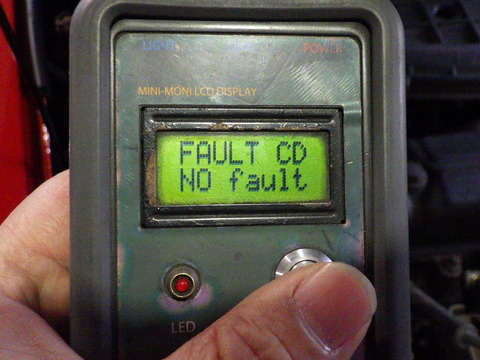 LIGHT POWER
MINI-MONI LCD DISPLAY
FAULT CD
NO fault
LED